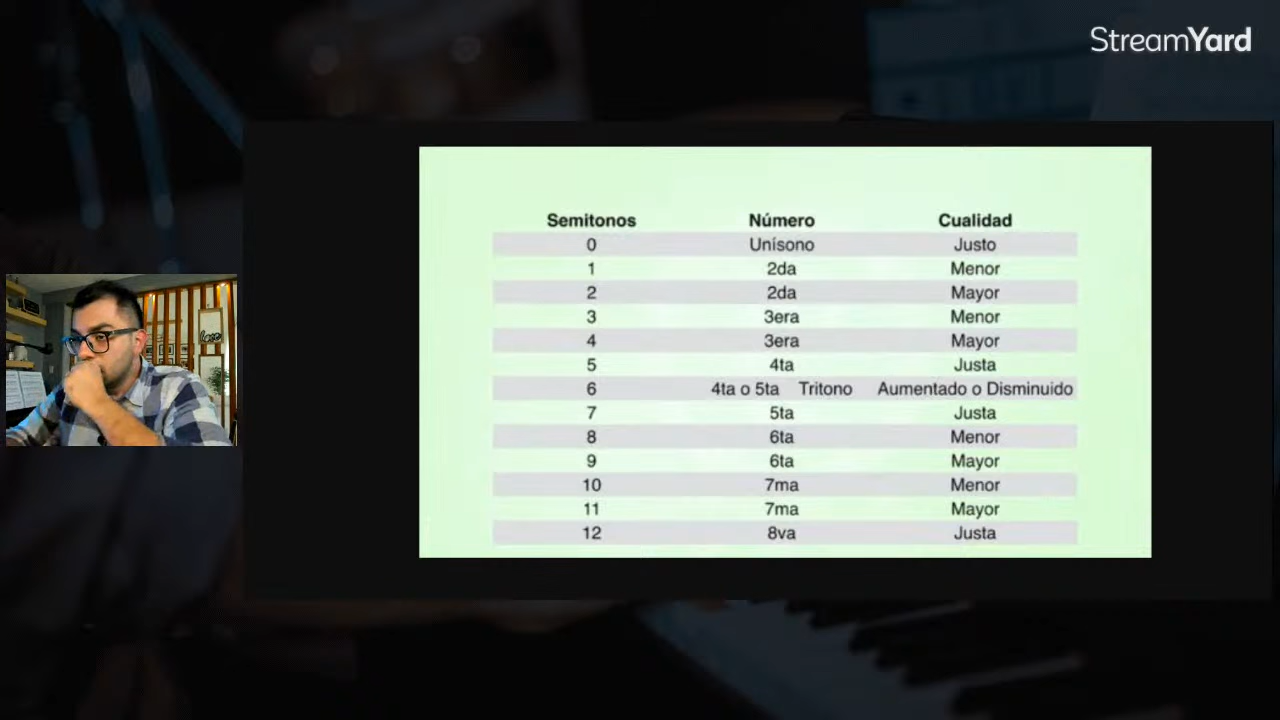 StreamYard
Semitonos Número Cualidad
0 Unísono Justo
1 2da Menor
2 2da Mayor
3 3era Menor
4 3era Mayor
5 4ta Justa
6 4ta o 5ta Tritono Aumentado o Disminuido
7 5ta Justa
8 6ta Menor
9 6ta Mayor
10 7ma Menor
11 7ma Mayor
12 8va Justa